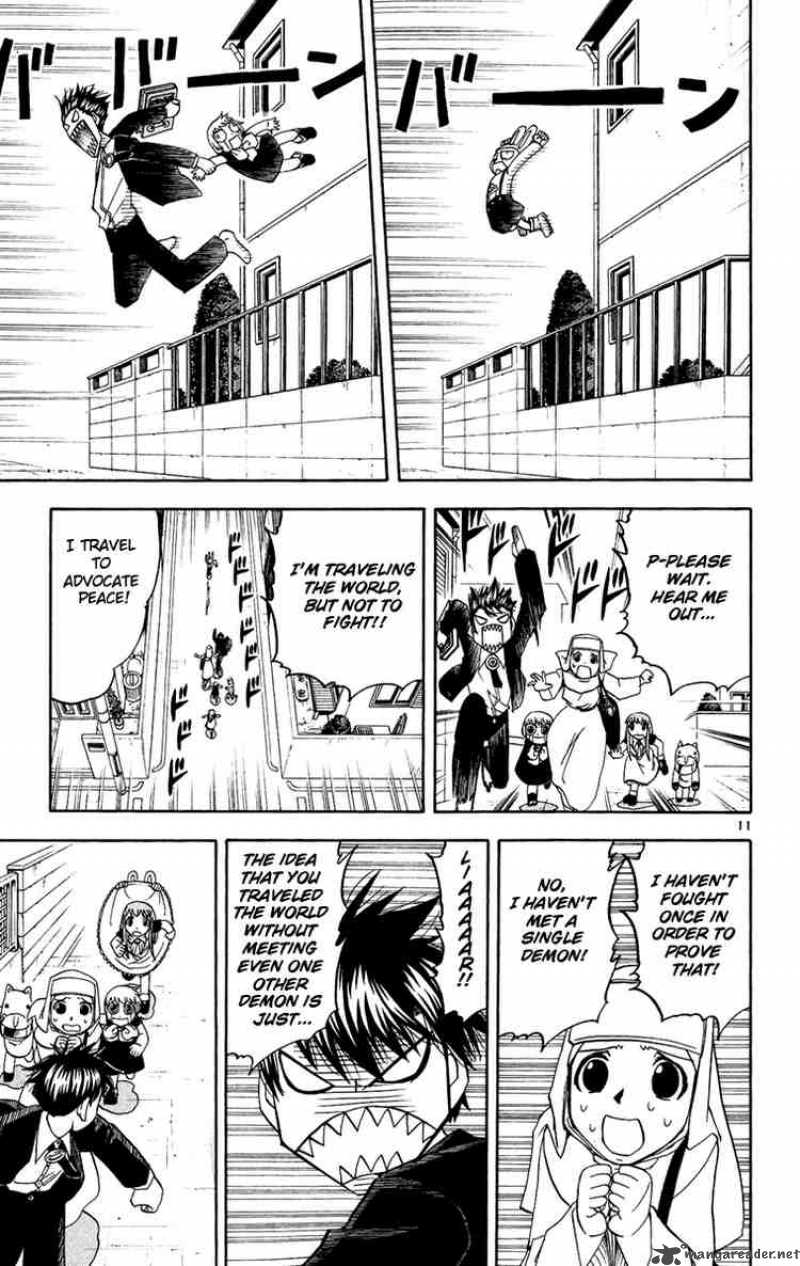 バーン
ババーン
P-PLEASE
WAIT.
HEAR ME
OUT...
ドドド
ドドド
I'M TRAVELING
THE WORLD,
BUT NOT TO
FIGHT!!
ドドド
ドドド
I TRAVEL
TO
ADVOCATE
PEACE!
11
I HAVEN'T
FOUGHT
ONCE IN
ORDER TO
PROVE
THAT!
NO,
I HAVEN'T
MET A
SINGLE
DEMON!
LIAAAAAR!!
THE IDEA
THAT YOU
TRAVELED
THE WORLD
WITHOUT
MEETING
EVEN ONE
OTHER
DEMON IS
JUST...
mangareader.net